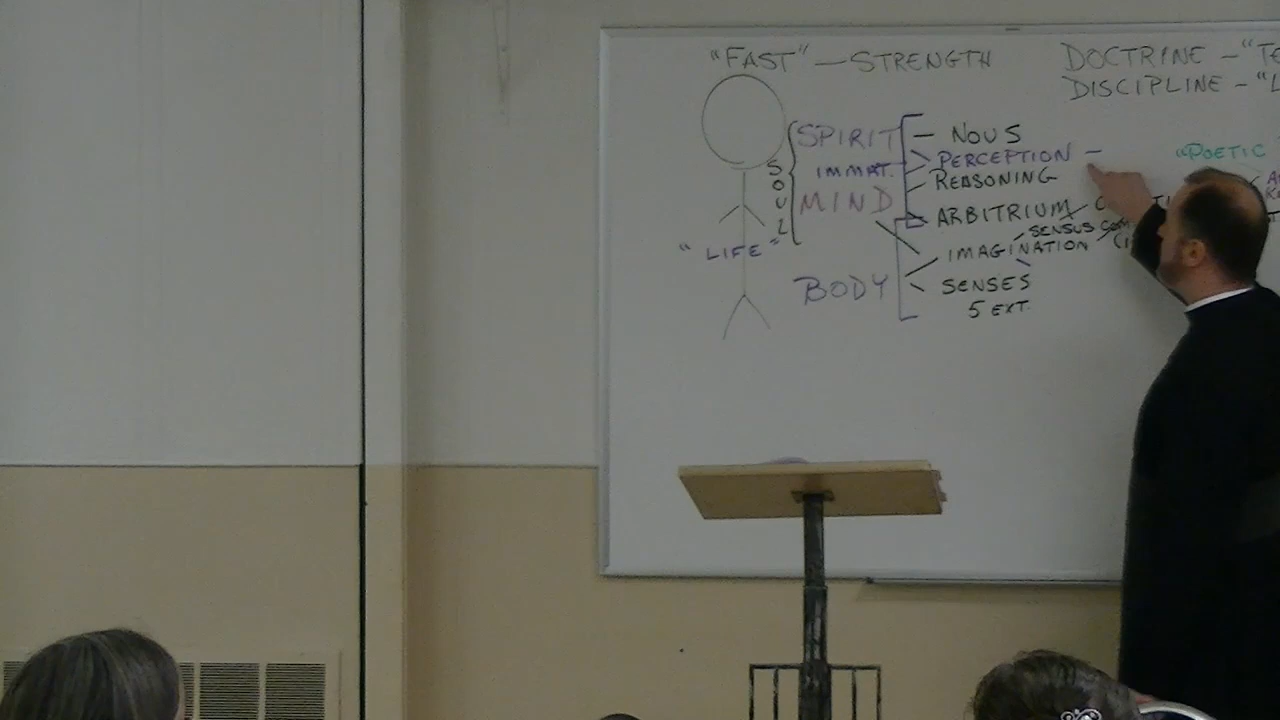 "FAST" — STRENGTH
DOCTRINE - "TE
DISCIPLINE - "L
SPIRIT
— NOUS
PERCEPTION —
"POETIC
IMMAT.
REASONING
SOUL
MIND
ARBITRIUM
SENSUS
"LIFE"
IMAGINATION
BODY
SENSES
5 EXT.